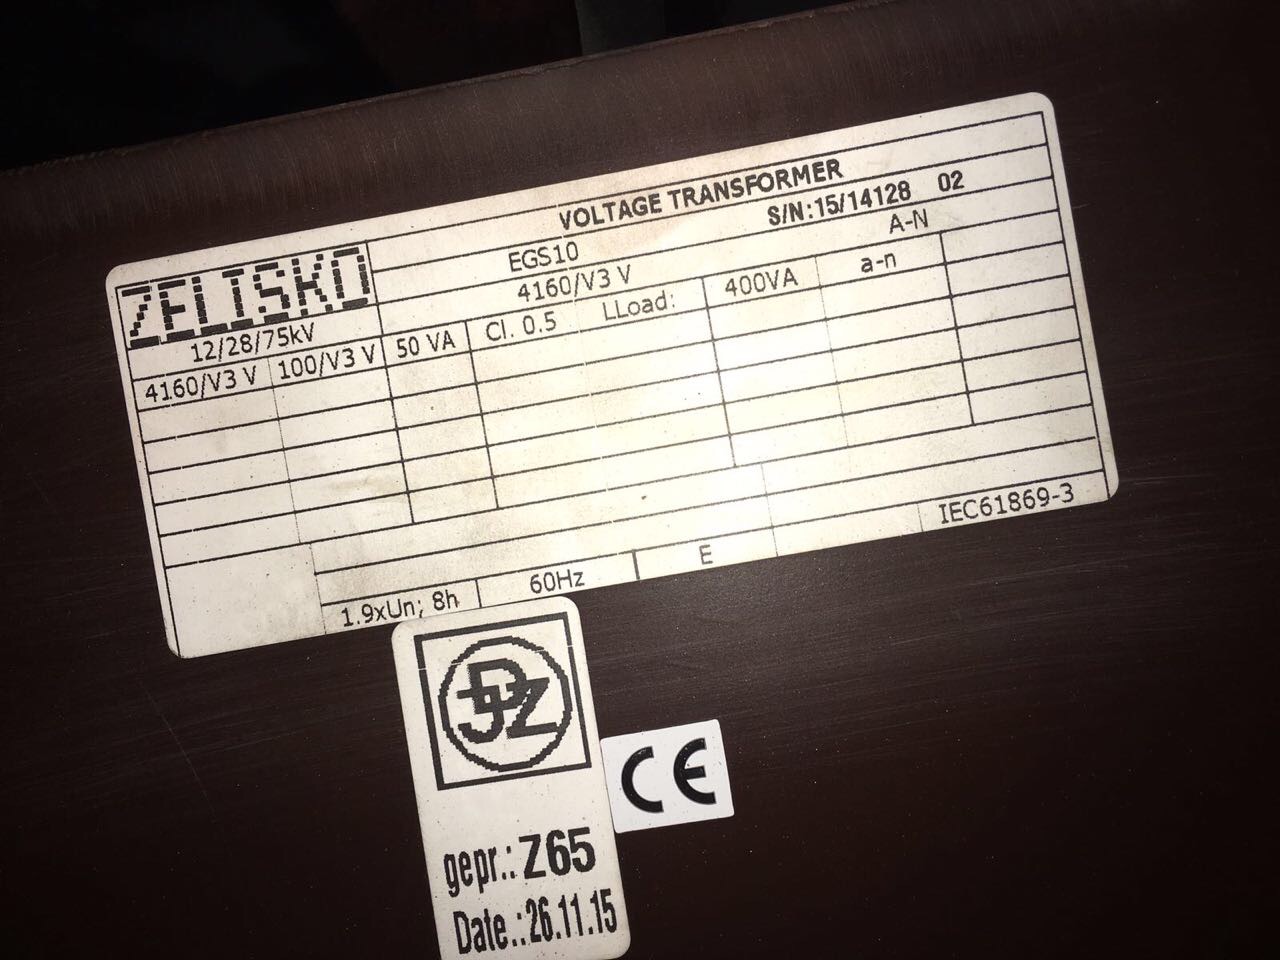 ZELISKO
VOLTAGE TRANSFORMER
EGS10 S/N:15/14128 02
12/28/75kV 4160/V3 V A-N
4160/V3 V 100/V3 V 50 VA Cl. 0.5 LLoad: 400VA a-n
1.9xUn; 8h 60Hz E IEC61869-3
JDZ
CE
gepr.: Z65
Date.:26.11.15